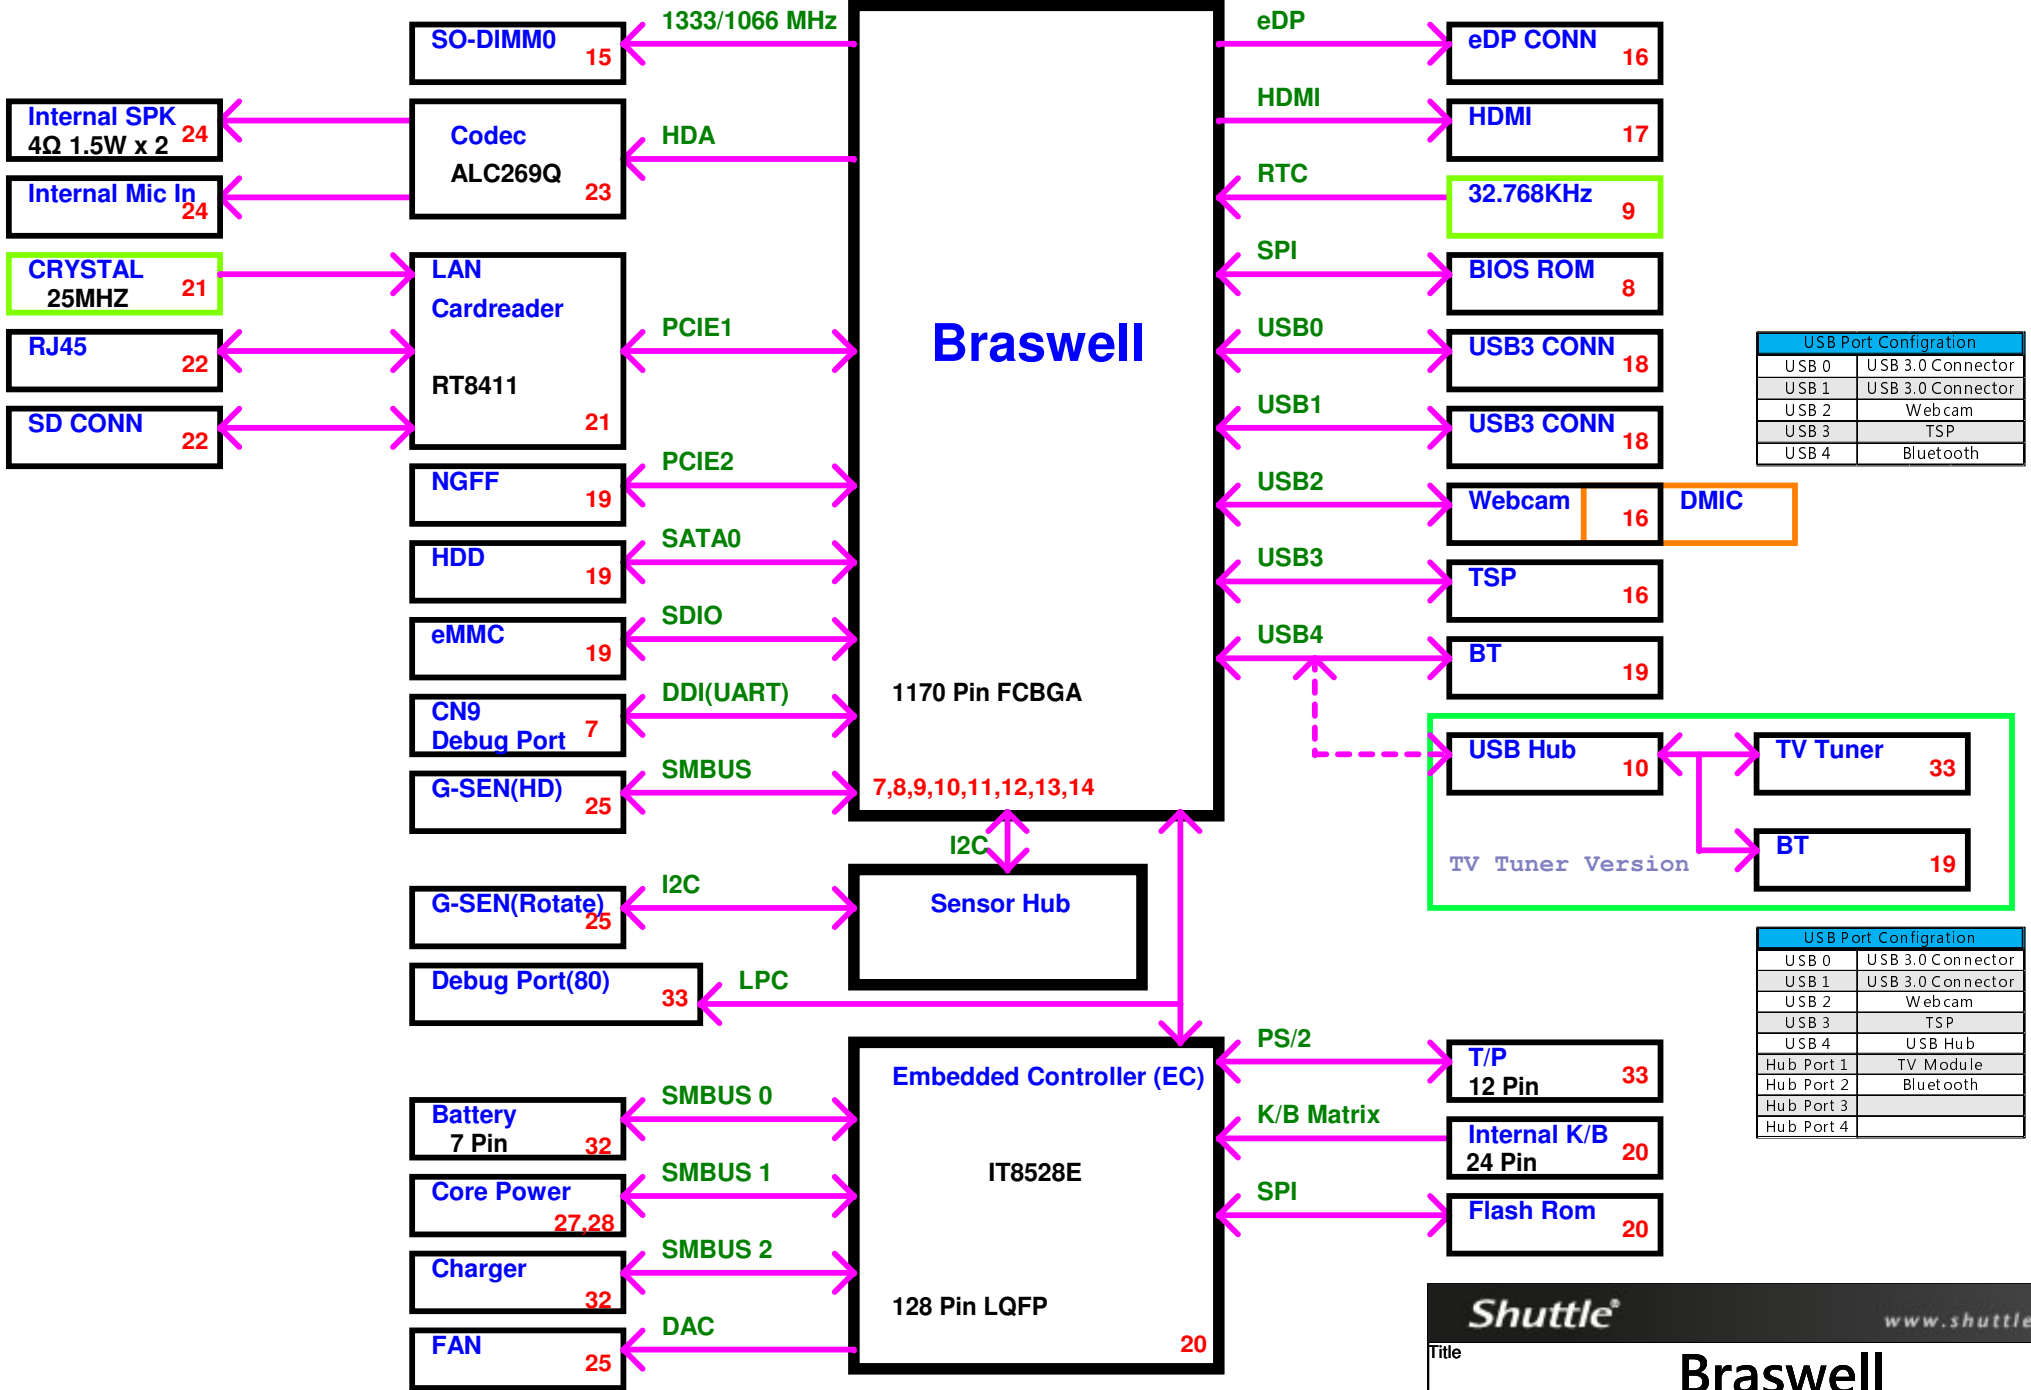 1333/1066 MHz
SO-DIMM0
15
Internal SPK
4Ω 1.5W x 2
24
Internal Mic In
24
Codec
ALC269Q
23
HDA
CRYSTAL
25MHZ
21
RJ45
22
SD CONN
22
LAN
Cardreader
RT8411
21
PCIE1
NGFF
19
PCIE2
HDD
19
SATA0
eMMC
19
SDIO
CN9
Debug Port
7
DDI(UART)
G-SEN(HD)
25
SMBUS
Braswell
1170 Pin FCBGA
7,8,9,10,11,12,13,14
eDP
eDP CONN
16
HDMI
HDMI
17
RTC
32.768KHz
9
SPI
BIOS ROM
8
USB0
USB3 CONN
18
USB1
USB3 CONN
18
USB2
Webcam
16
DMIC
USB3
TSP
16
USB4
BT
19
USB Port Configration
USB 0 USB 3.0 Connector
USB 1 USB 3.0 Connector
USB 2 Webcam
USB 3 TSP
USB 4 Bluetooth
USB Hub
10
TV Tuner
33
BT
19
TV Tuner Version
I2C
Sensor Hub
I2C
G-SEN(Rotate)
25
Debug Port(80)
33
LPC
USB Port Configration
USB 0 USB 3.0 Connector
USB 1 USB 3.0 Connector
USB 2 Webcam
USB 3 TSP
USB 4 USB Hub
Hub Port 1 TV Module
Hub Port 2 Bluetooth
Hub Port 3
Hub Port 4
Embedded Controller (EC)
IT8528E
128 Pin LQFP
20
SMBUS 0
Battery
7 Pin
32
SMBUS 1
Core Power
27,28
SMBUS 2
Charger
32
DAC
FAN
25
PS/2
T/P
12 Pin
33
K/B Matrix
Internal K/B
24 Pin
20
SPI
Flash Rom
20
Shuttle®
www.shuttle
Title
Braswell